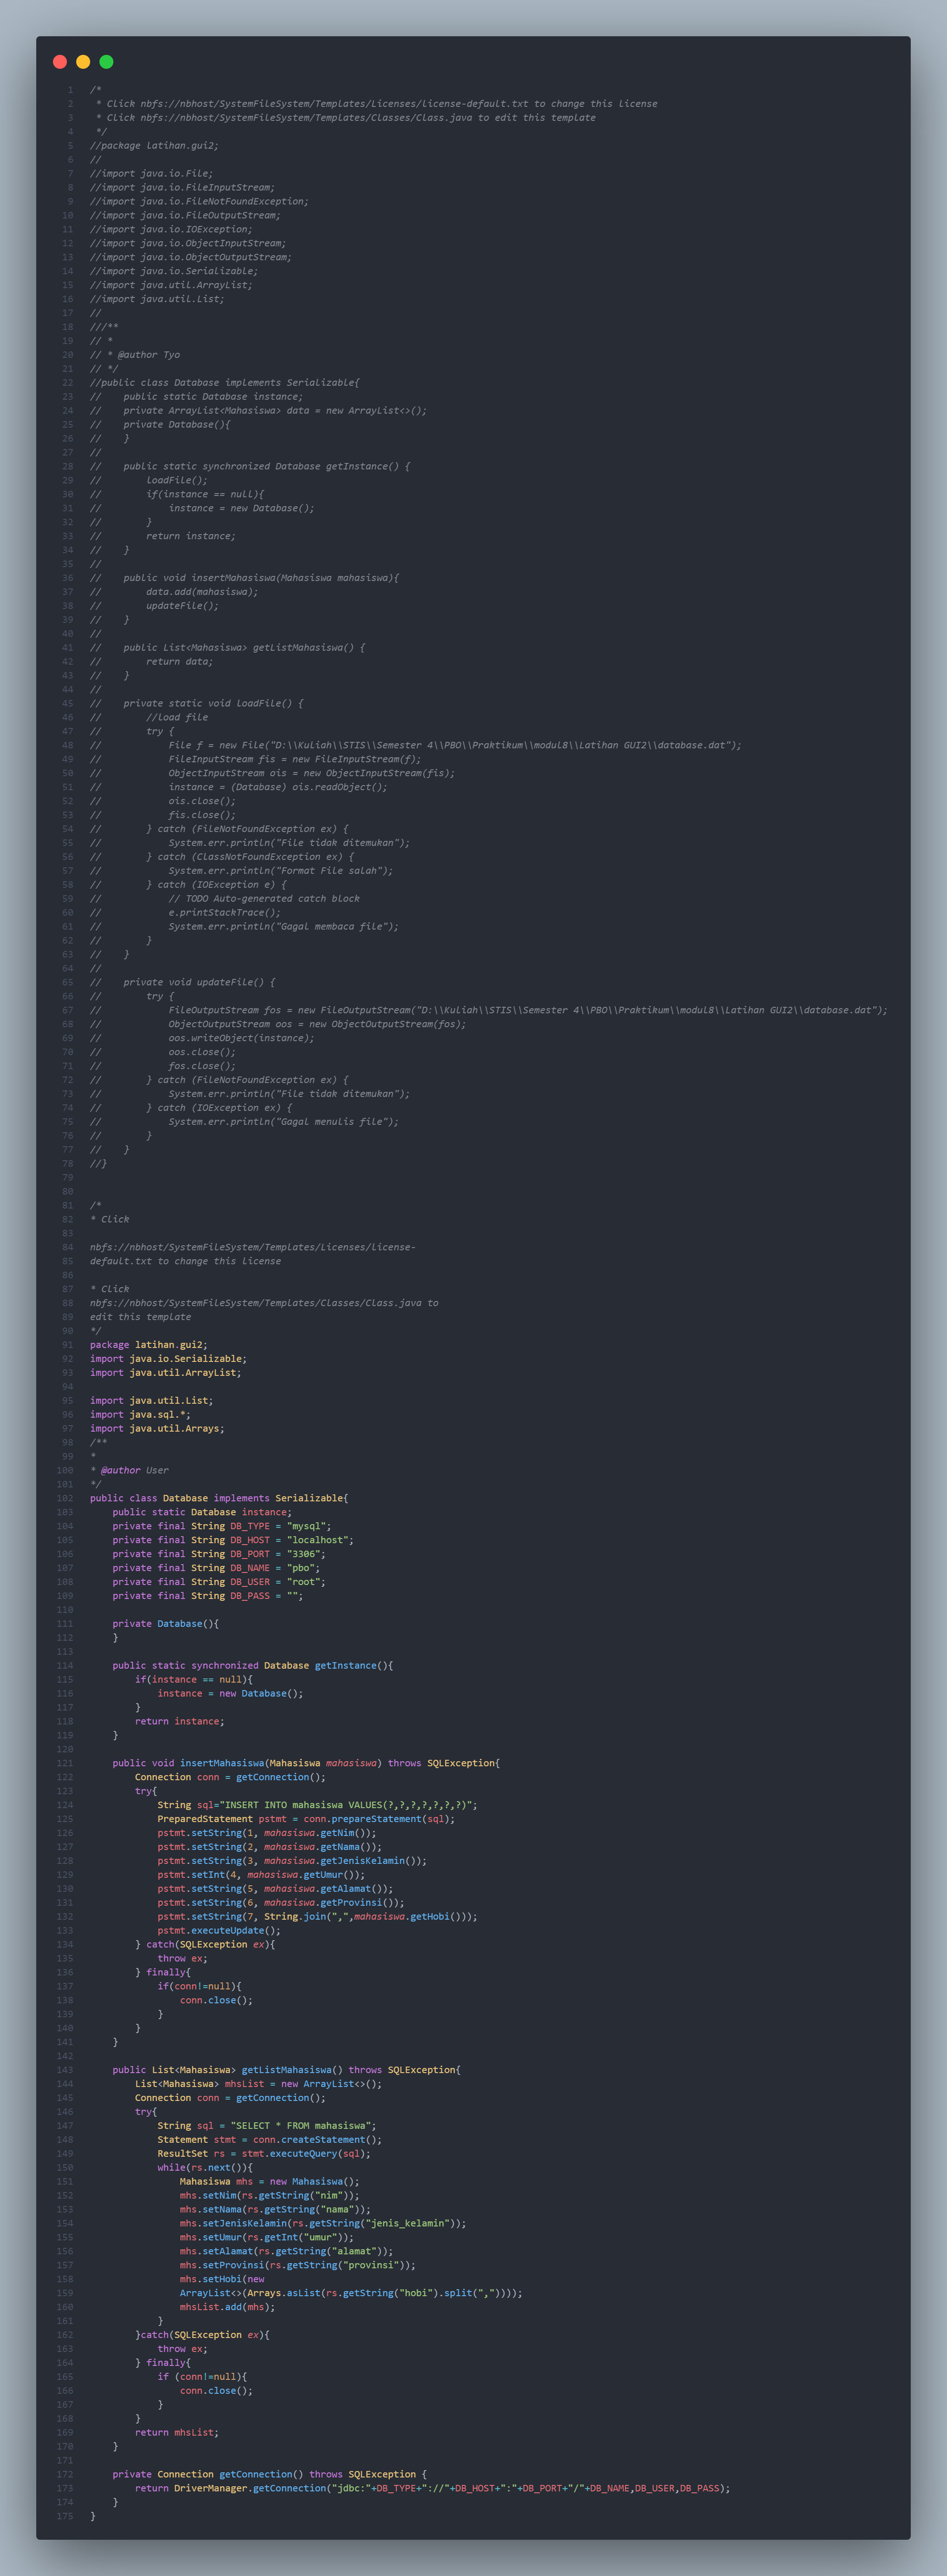 1 /*
2  * Click nbfs://nbhost/SystemFileSystem/Templates/Licenses/license-default.txt to change this license
3  * Click nbfs://nbhost/SystemFileSystem/Templates/Classes/Class.java to edit this template
4  */
5 //package latihan.gui2;
6 //
7 //import java.io.File;
8 //import java.io.FileInputStream;
9 //import java.io.FileNotFoundException;
10 //import java.io.FileOutputStream;
11 //import java.io.IOException;
12 //import java.io.ObjectInputStream;
13 //import java.io.ObjectOutputStream;
14 //import java.io.Serializable;
15 //import java.util.ArrayList;
16 //import java.util.List;
17 //
18 ///**
19 // *
20 // * @author Tyo
21 // */
22 //public class Database implements Serializable{
23 //    public static Database instance;
24 //    private ArrayList<Mahasiswa> data = new ArrayList<>();
25 //    private Database(){
26 //    }
27 //
28 //    public static synchronized Database getInstance() {
29 //        loadFile();
30 //        if(instance == null){
31 //            instance = new Database();
32 //        }
33 //        return instance;
34 //    }
35 //
36 //    public void insertMahasiswa(Mahasiswa mahasiswa){
37 //        data.add(mahasiswa);
38 //        updateFile();
39 //    }
40 //
41 //    public List<Mahasiswa> getListMahasiswa() {
42 //        return data;
43 //    }
44 //
45 //    private static void loadFile() {
46 //        //load file
47 //        try {
48 //            File f = new File("D:\\Kuliah\\STIS\\Semester 4\\PBO\\Praktikum\\modul8\\Latihan GUI2\\database.dat");
49 //            FileInputStream fis = new FileInputStream(f);
50 //            ObjectInputStream ois = new ObjectInputStream(fis);
51 //            instance = (Database) ois.readObject();
52 //            ois.close();
53 //            fis.close();
54 //        } catch (FileNotFoundException ex) {
55 //            System.err.println("File tidak ditemukan");
56 //        } catch (ClassNotFoundException ex) {
57 //            System.err.println("Format File salah");
58 //        } catch (IOException e) {
59 //            // TODO Auto-generated catch block
60 //            e.printStackTrace();
61 //            System.err.println("Gagal membaca file");
62 //        }
63 //    }
64 //
65 //    private void updateFile() {
66 //        try {
67 //            FileOutputStream fos = new FileOutputStream("D:\\Kuliah\\STIS\\Semester 4\\PBO\\Praktikum\\modul8\\Latihan GUI2\\database.dat");
68 //            ObjectOutputStream oos = new ObjectOutputStream(fos);
69 //            oos.writeObject(instance);
70 //            oos.close();
71 //            fos.close();
72 //        } catch (FileNotFoundException ex) {
73 //            System.err.println("File tidak ditemukan");
74 //        } catch (IOException ex) {
75 //            System.err.println("Gagal menulis file");
76 //        }
77 //    }
78 //}
79
80
81 /*
82 * Click
83
84 nbfs://nbhost/SystemFileSystem/Templates/Licenses/license-
85 default.txt to change this license
86
87 * Click
88 nbfs://nbhost/SystemFileSystem/Templates/Classes/Class.java to
89 edit this template
90 */
91 package latihan.gui2;
92 import java.io.Serializable;
93 import java.util.ArrayList;
94
95 import java.util.List;
96 import java.sql.*;
97 import java.util.Arrays;
98 /**
99 *
100 * @author User
101 */
102 public class Database implements Serializable{
103     public static Database instance;
104     private final String DB_TYPE = "mysql";
105     private final String DB_HOST = "localhost";
106     private final String DB_PORT = "3306";
107     private final String DB_NAME = "pbo";
108     private final String DB_USER = "root";
109     private final String DB_PASS = "";
110
111     private Database(){
112     }
113
114     public static synchronized Database getInstance(){
115         if(instance == null){
116             instance = new Database();
117         }
118         return instance;
119     }
120
121     public void insertMahasiswa(Mahasiswa mahasiswa) throws SQLException{
122         Connection conn = getConnection();
123         try{
124             String sql="INSERT INTO mahasiswa VALUES(?,?,?,?,?,?,?)";
125             PreparedStatement pstmt = conn.prepareStatement(sql);
126             pstmt.setString(1, mahasiswa.getNim());
127             pstmt.setString(2, mahasiswa.getNama());
128             pstmt.setString(3, mahasiswa.getJenisKelamin());
129             pstmt.setInt(4, mahasiswa.getUmur());
130             pstmt.setString(5, mahasiswa.getAlamat());
131             pstmt.setString(6, mahasiswa.getProvinsi());
132             pstmt.setString(7, String.join(",",mahasiswa.getHobi()));
133             pstmt.executeUpdate();
134         } catch(SQLException ex){
135             throw ex;
136         } finally{
137             if(conn!=null){
138                 conn.close();
139             }
140         }
141     }
142
143     public List<Mahasiswa> getListMahasiswa() throws SQLException{
144         List<Mahasiswa> mhsList = new ArrayList<>();
145         Connection conn = getConnection();
146         try{
147             String sql = "SELECT * FROM mahasiswa";
148             Statement stmt = conn.createStatement();
149             ResultSet rs = stmt.executeQuery(sql);
150             while(rs.next()){
151                 Mahasiswa mhs = new Mahasiswa();
152                 mhs.setNim(rs.getString("nim"));
153                 mhs.setNama(rs.getString("nama"));
154                 mhs.setJenisKelamin(rs.getString("jenis_kelamin"));
155                 mhs.setUmur(rs.getInt("umur"));
156                 mhs.setAlamat(rs.getString("alamat"));
157                 mhs.setProvinsi(rs.getString("provinsi"));
158                 mhs.setHobi(new
159                 ArrayList<>(Arrays.asList(rs.getString("hobi").split(","))));
160                 mhsList.add(mhs);
161             }
162         }catch(SQLException ex){
163             throw ex;
164         } finally{
165             if (conn!=null){
166                 conn.close();
167             }
168         }
169         return mhsList;
170     }
171
172     private Connection getConnection() throws SQLException {
173         return DriverManager.getConnection("jdbc:"+DB_TYPE+"://"+DB_HOST+":"+DB_PORT+"/"+DB_NAME,DB_USER,DB_PASS);
174     }
175 }